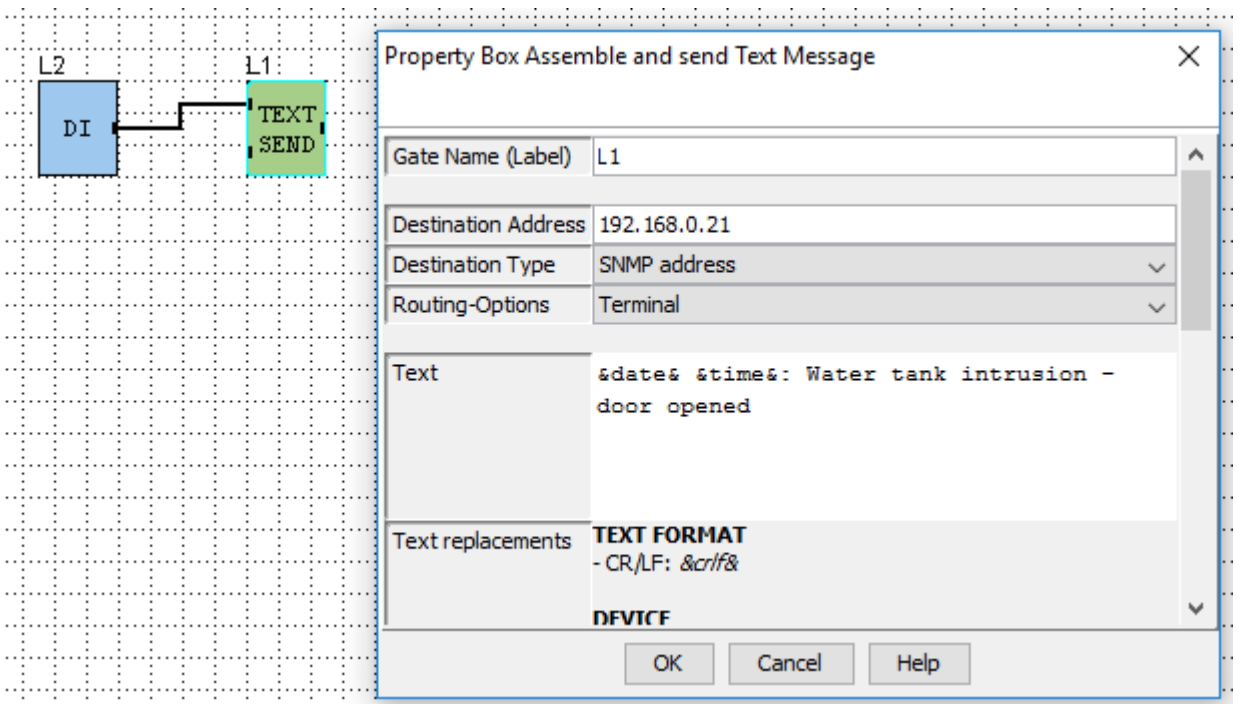 L2
L1
DI
TEXT
SEND
Property Box Assemble and send Text Message
Gate Name (Label) L1
Destination Address 192.168.0.21
Destination Type SNMP address
Routing-Options Terminal
Text &date& &time&: Water tank intrusion -
door opened
Text replacements TEXT FORMAT
- CR/LF: &crlf&
DEVICE
OK Cancel Help